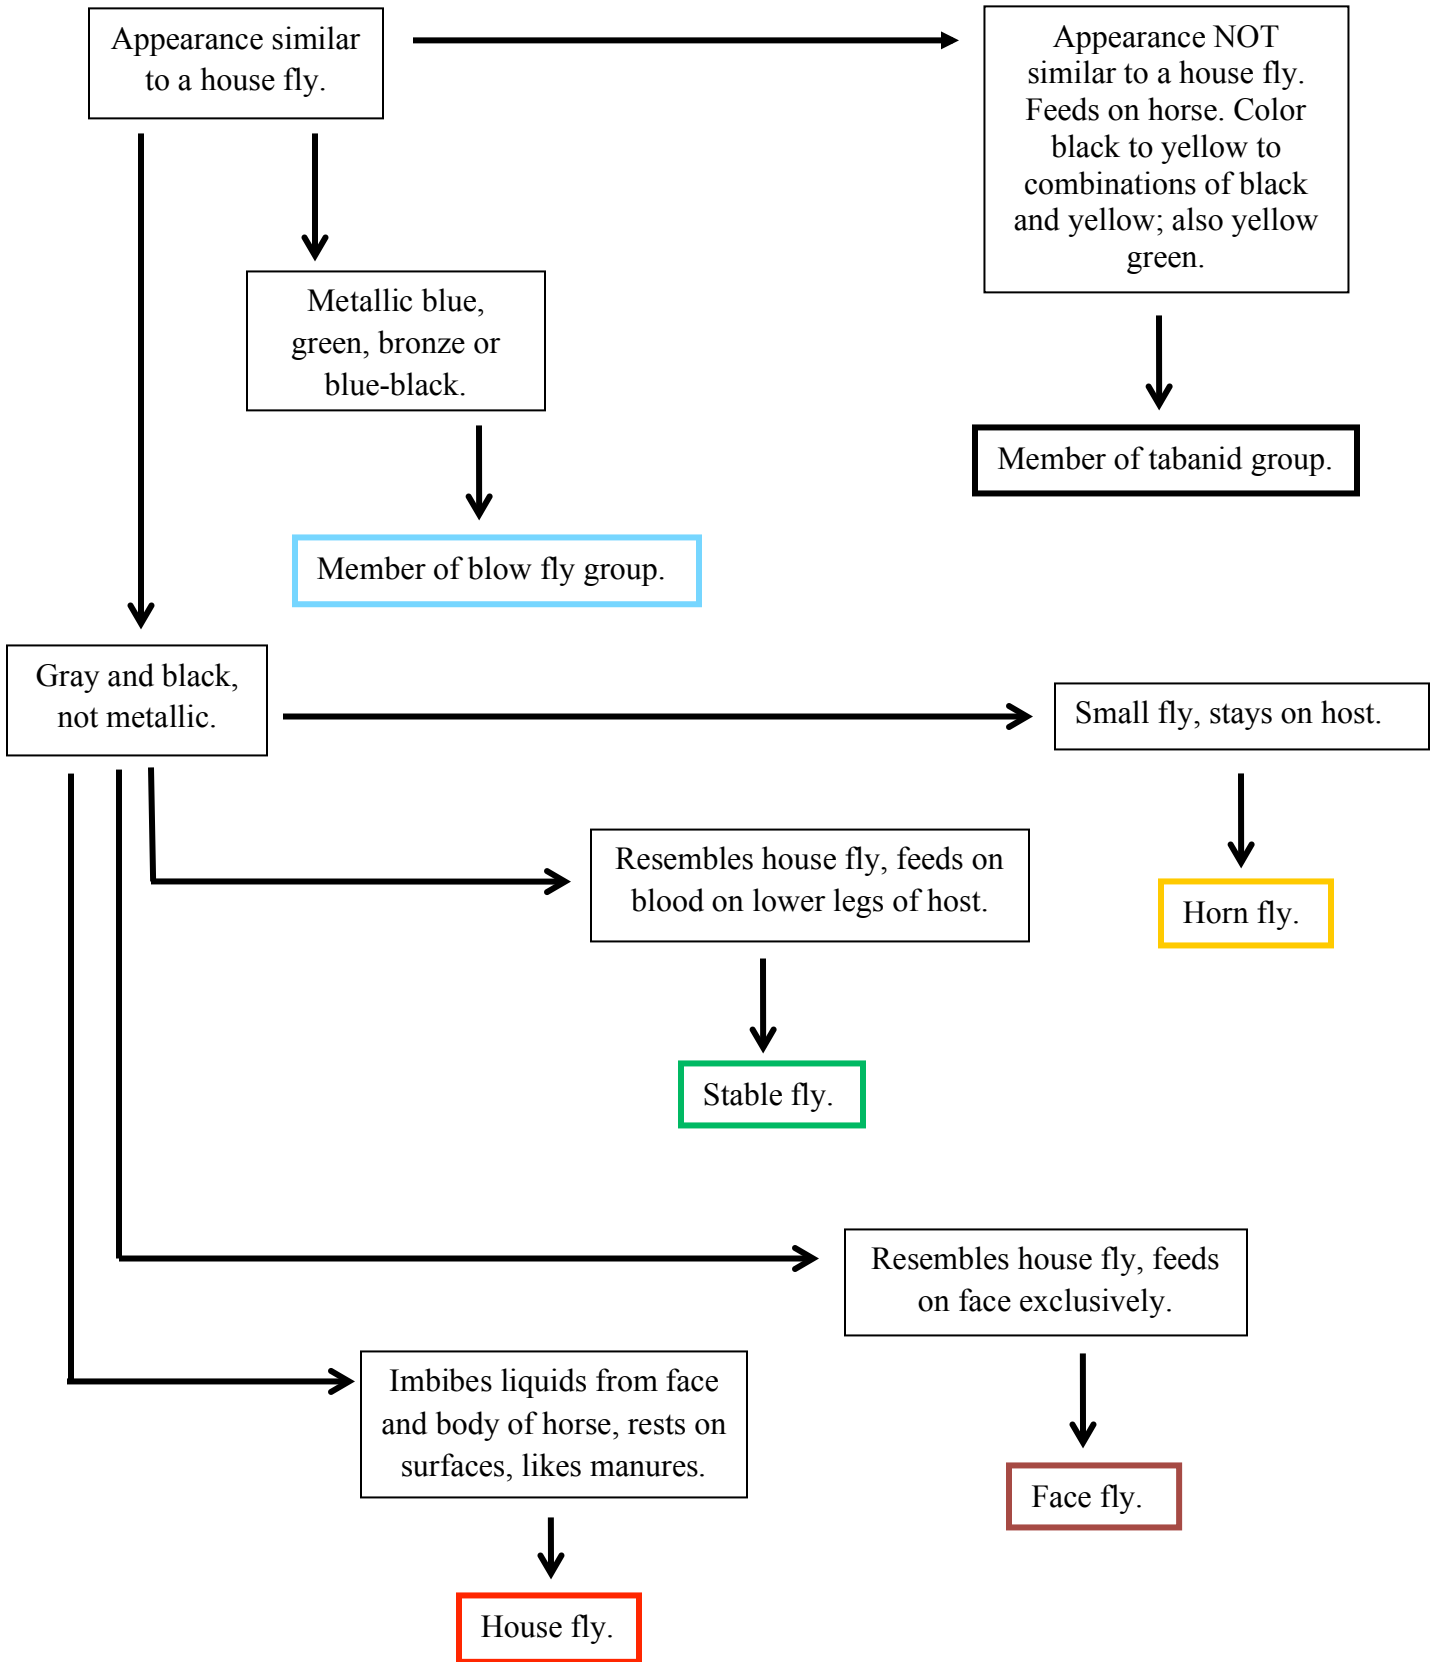 Appearance similar
to a house fly.
Appearance NOT
similar to a house fly.
Feeds on horse. Color
black to yellow to
combinations of black
and yellow; also yellow
green.
Metallic blue,
green, bronze or
blue-black.
Member of tabanid group.
Member of blow fly group.
Gray and black,
not metallic.
Small fly, stays on host.
Resembles house fly, feeds on
blood on lower legs of host.
Horn fly.
Stable fly.
Resembles house fly, feeds
on face exclusively.
Imbibes liquids from face
and body of horse, rests on
surfaces, likes manures.
Face fly.
House fly.